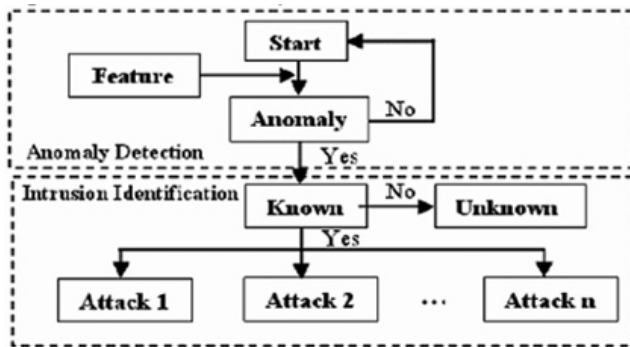 Start
Feature
Anomaly
No
Anomaly Detection
Yes
Intrusion Identification
Known
No
Unknown
Yes
Attack 1
Attack 2
...
Attack n